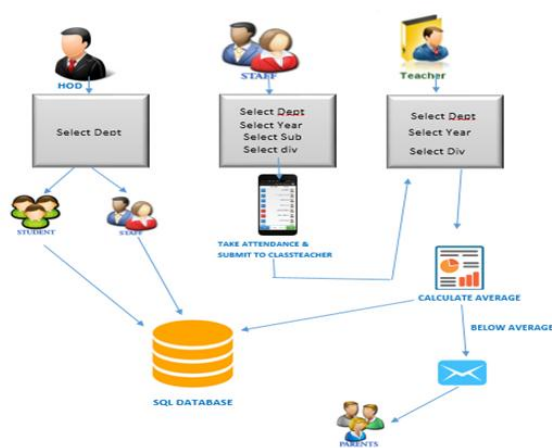 HOD
STAFF
Teacher
Select Dept
Select Dept
Select Year
Select Sub
Select div
Select Dept
Select Year
Select Div
STUDENT
STAFF
TAKE ATTENDANCE &
SUBMIT TO CLASSTEACHER
CALCULATE AVERAGE
BELOW AVERAGE
SQL DATABASE
PARENTS